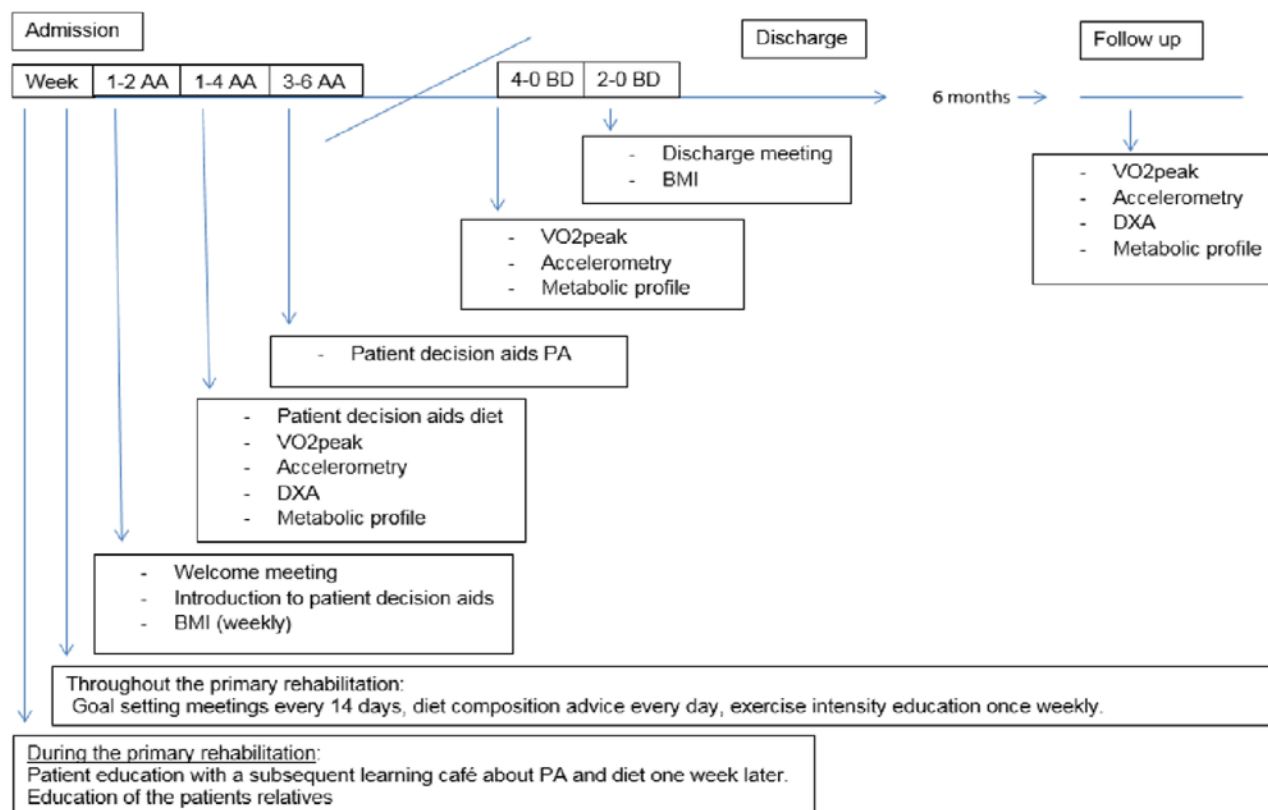 Admission
Discharge
Follow up
Week
1-2 AA
1-4 AA
3-6 AA
4-0 BD
2-0 BD
6 months
- Discharge meeting
- BMI
- VO2peak
- Accelerometry
- DXA
- Metabolic profile
- VO2peak
- Accelerometry
- Metabolic profile
- Patient decision aids PA
- Patient decision aids diet
- VO2peak
- Accelerometry
- DXA
- Metabolic profile
- Welcome meeting
- Introduction to patient decision aids
- BMI (weekly)
Throughout the primary rehabilitation:
Goal setting meetings every 14 days, diet composition advice every day, exercise intensity education once weekly.
During the primary rehabilitation:
Patient education with a subsequent learning café about PA and diet one week later.
Education of the patients relatives